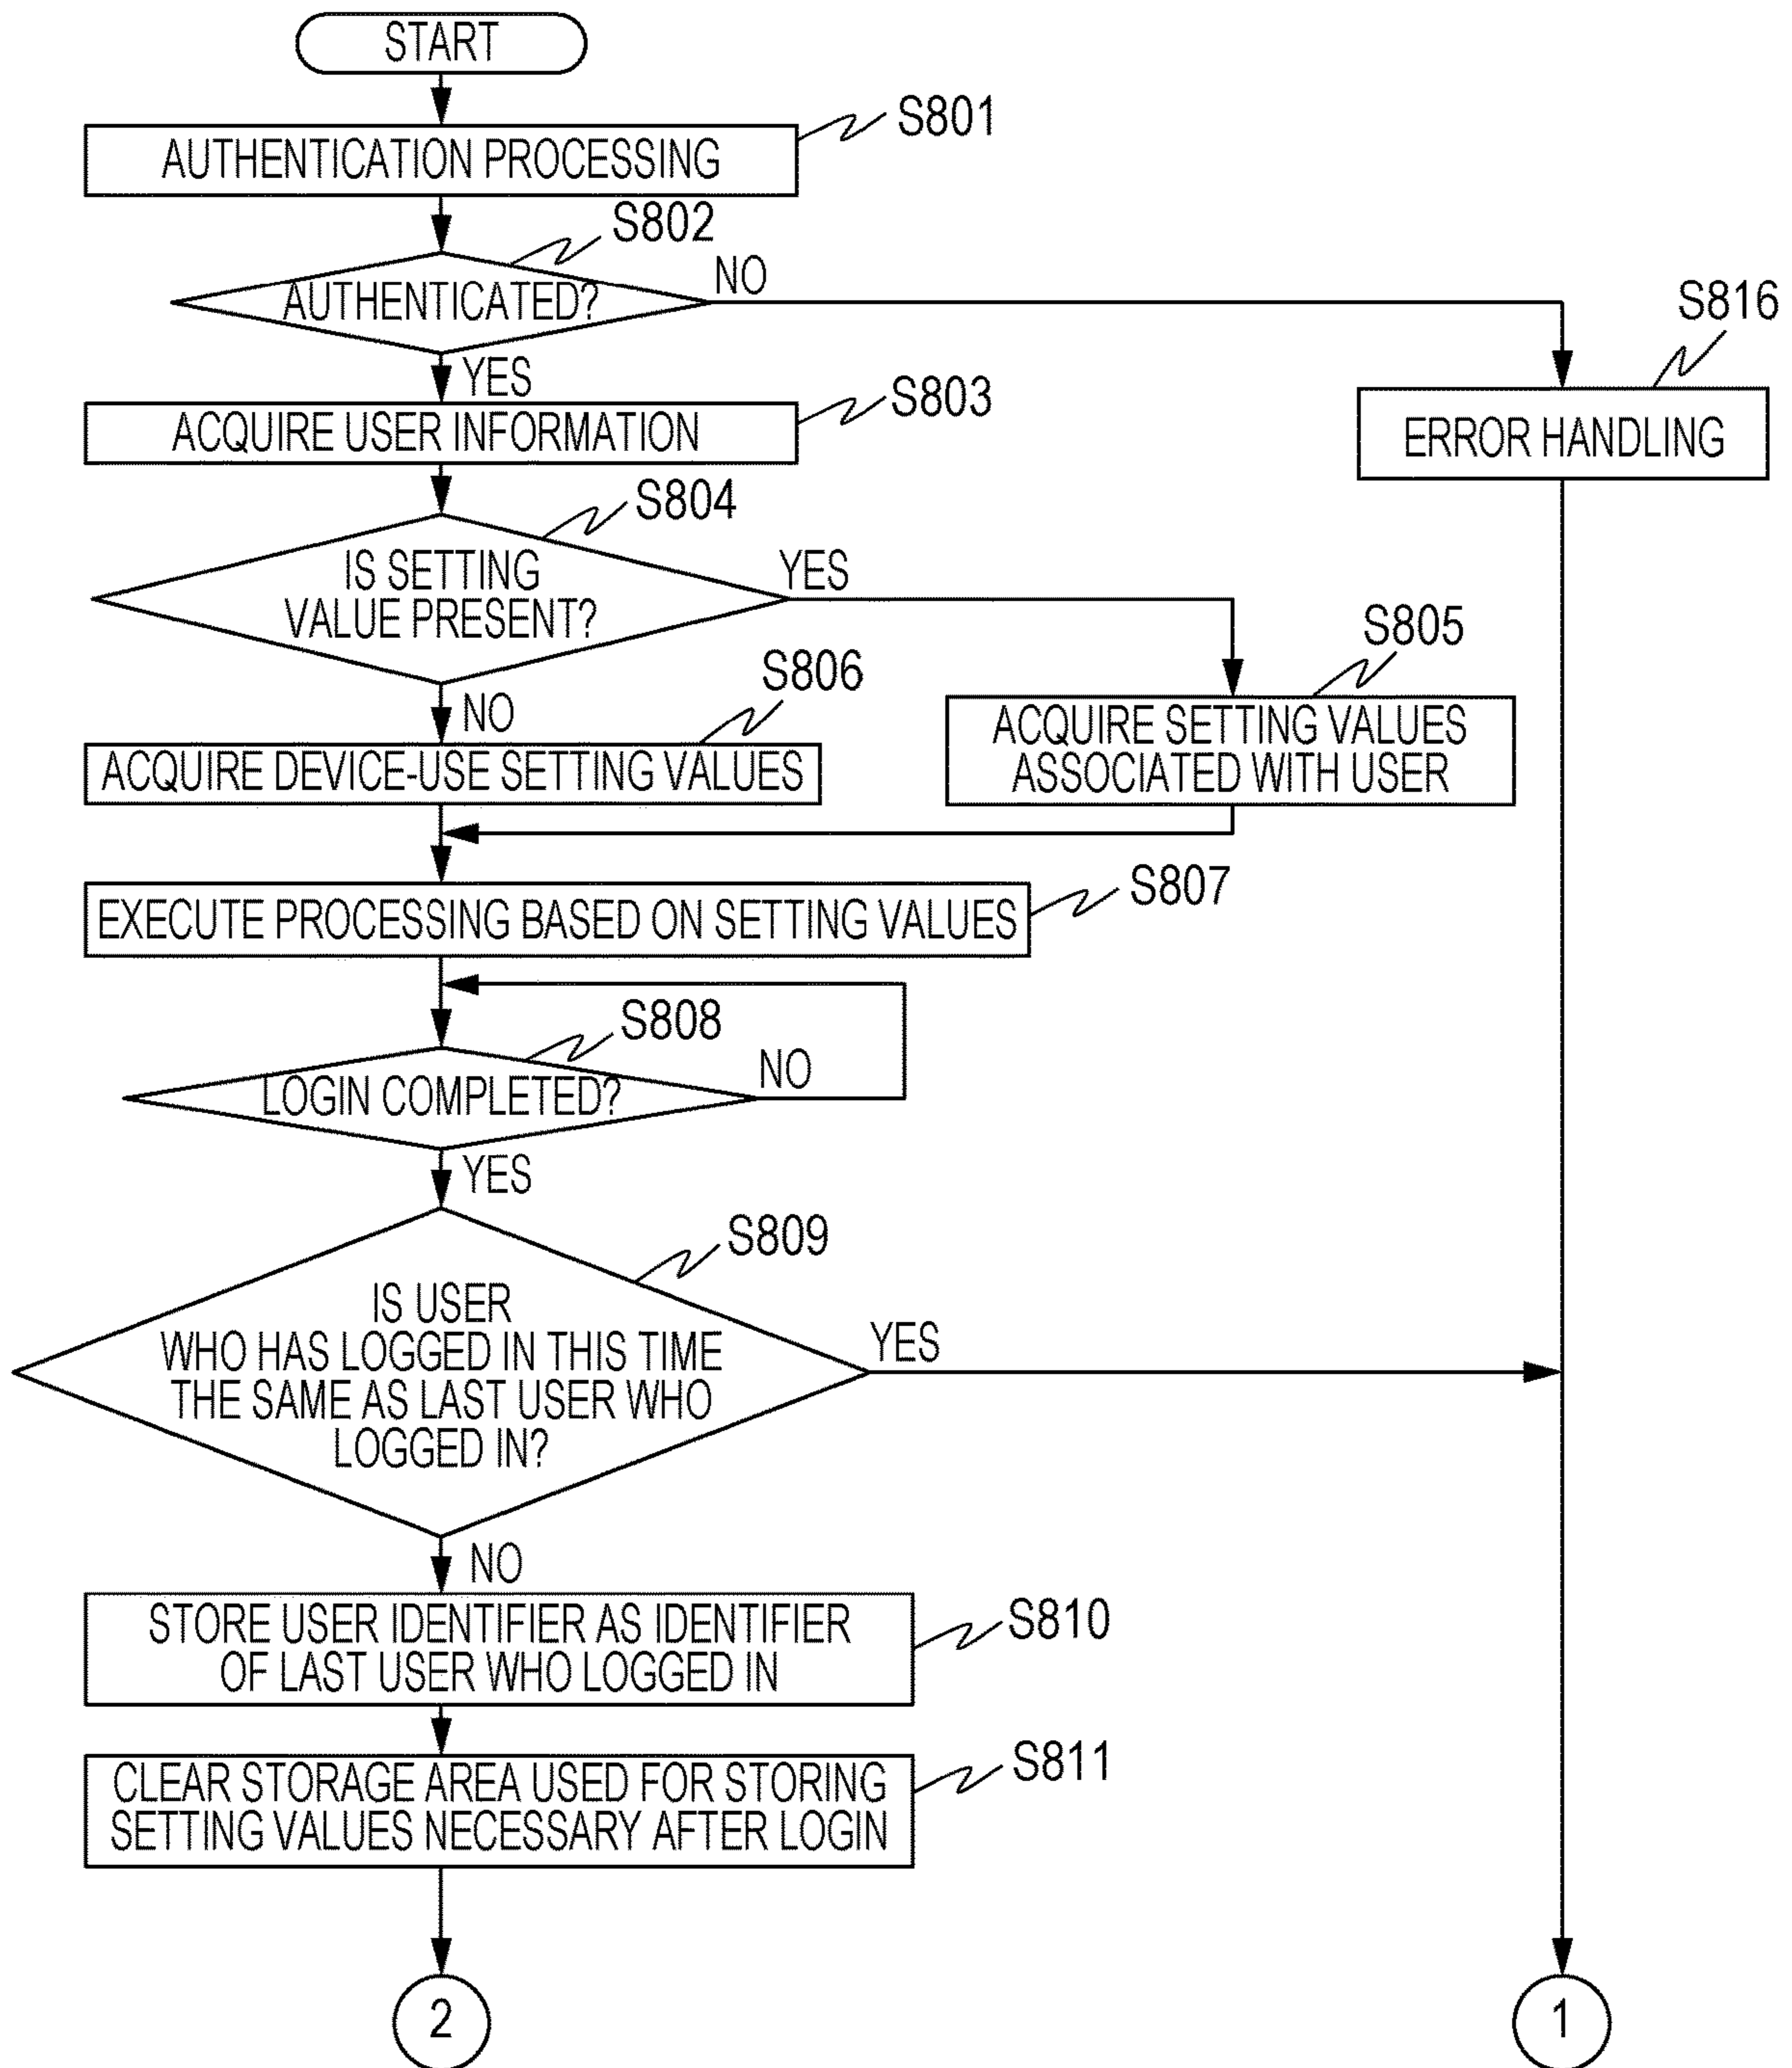 START
S801
AUTHENTICATION PROCESSING
S802
AUTHENTICATED?
NO
YES
S816
ERROR HANDLING
S803
ACQUIRE USER INFORMATION
S804
IS SETTING
VALUE PRESENT?
YES
NO
S805
ACQUIRE SETTING VALUES
ASSOCIATED WITH USER
S806
ACQUIRE DEVICE-USE SETTING VALUES
S807
EXECUTE PROCESSING BASED ON SETTING VALUES
S808
LOGIN COMPLETED?
NO
YES
S809
IS USER
WHO HAS LOGGED IN THIS TIME
THE SAME AS LAST USER WHO
LOGGED IN?
YES
NO
S810
STORE USER IDENTIFIER AS IDENTIFIER
OF LAST USER WHO LOGGED IN
S811
CLEAR STORAGE AREA USED FOR STORING
SETTING VALUES NECESSARY AFTER LOGIN
2
1